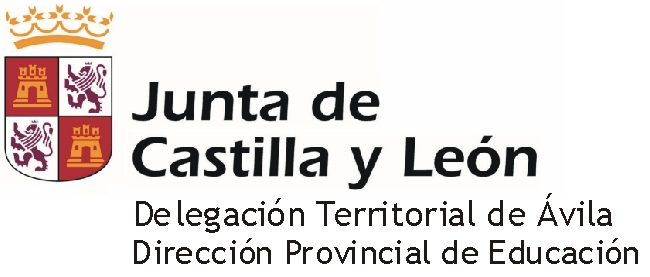 Junta de
Castilla y León
Delegación Territorial de Ávila
Dirección Provincial de Educación